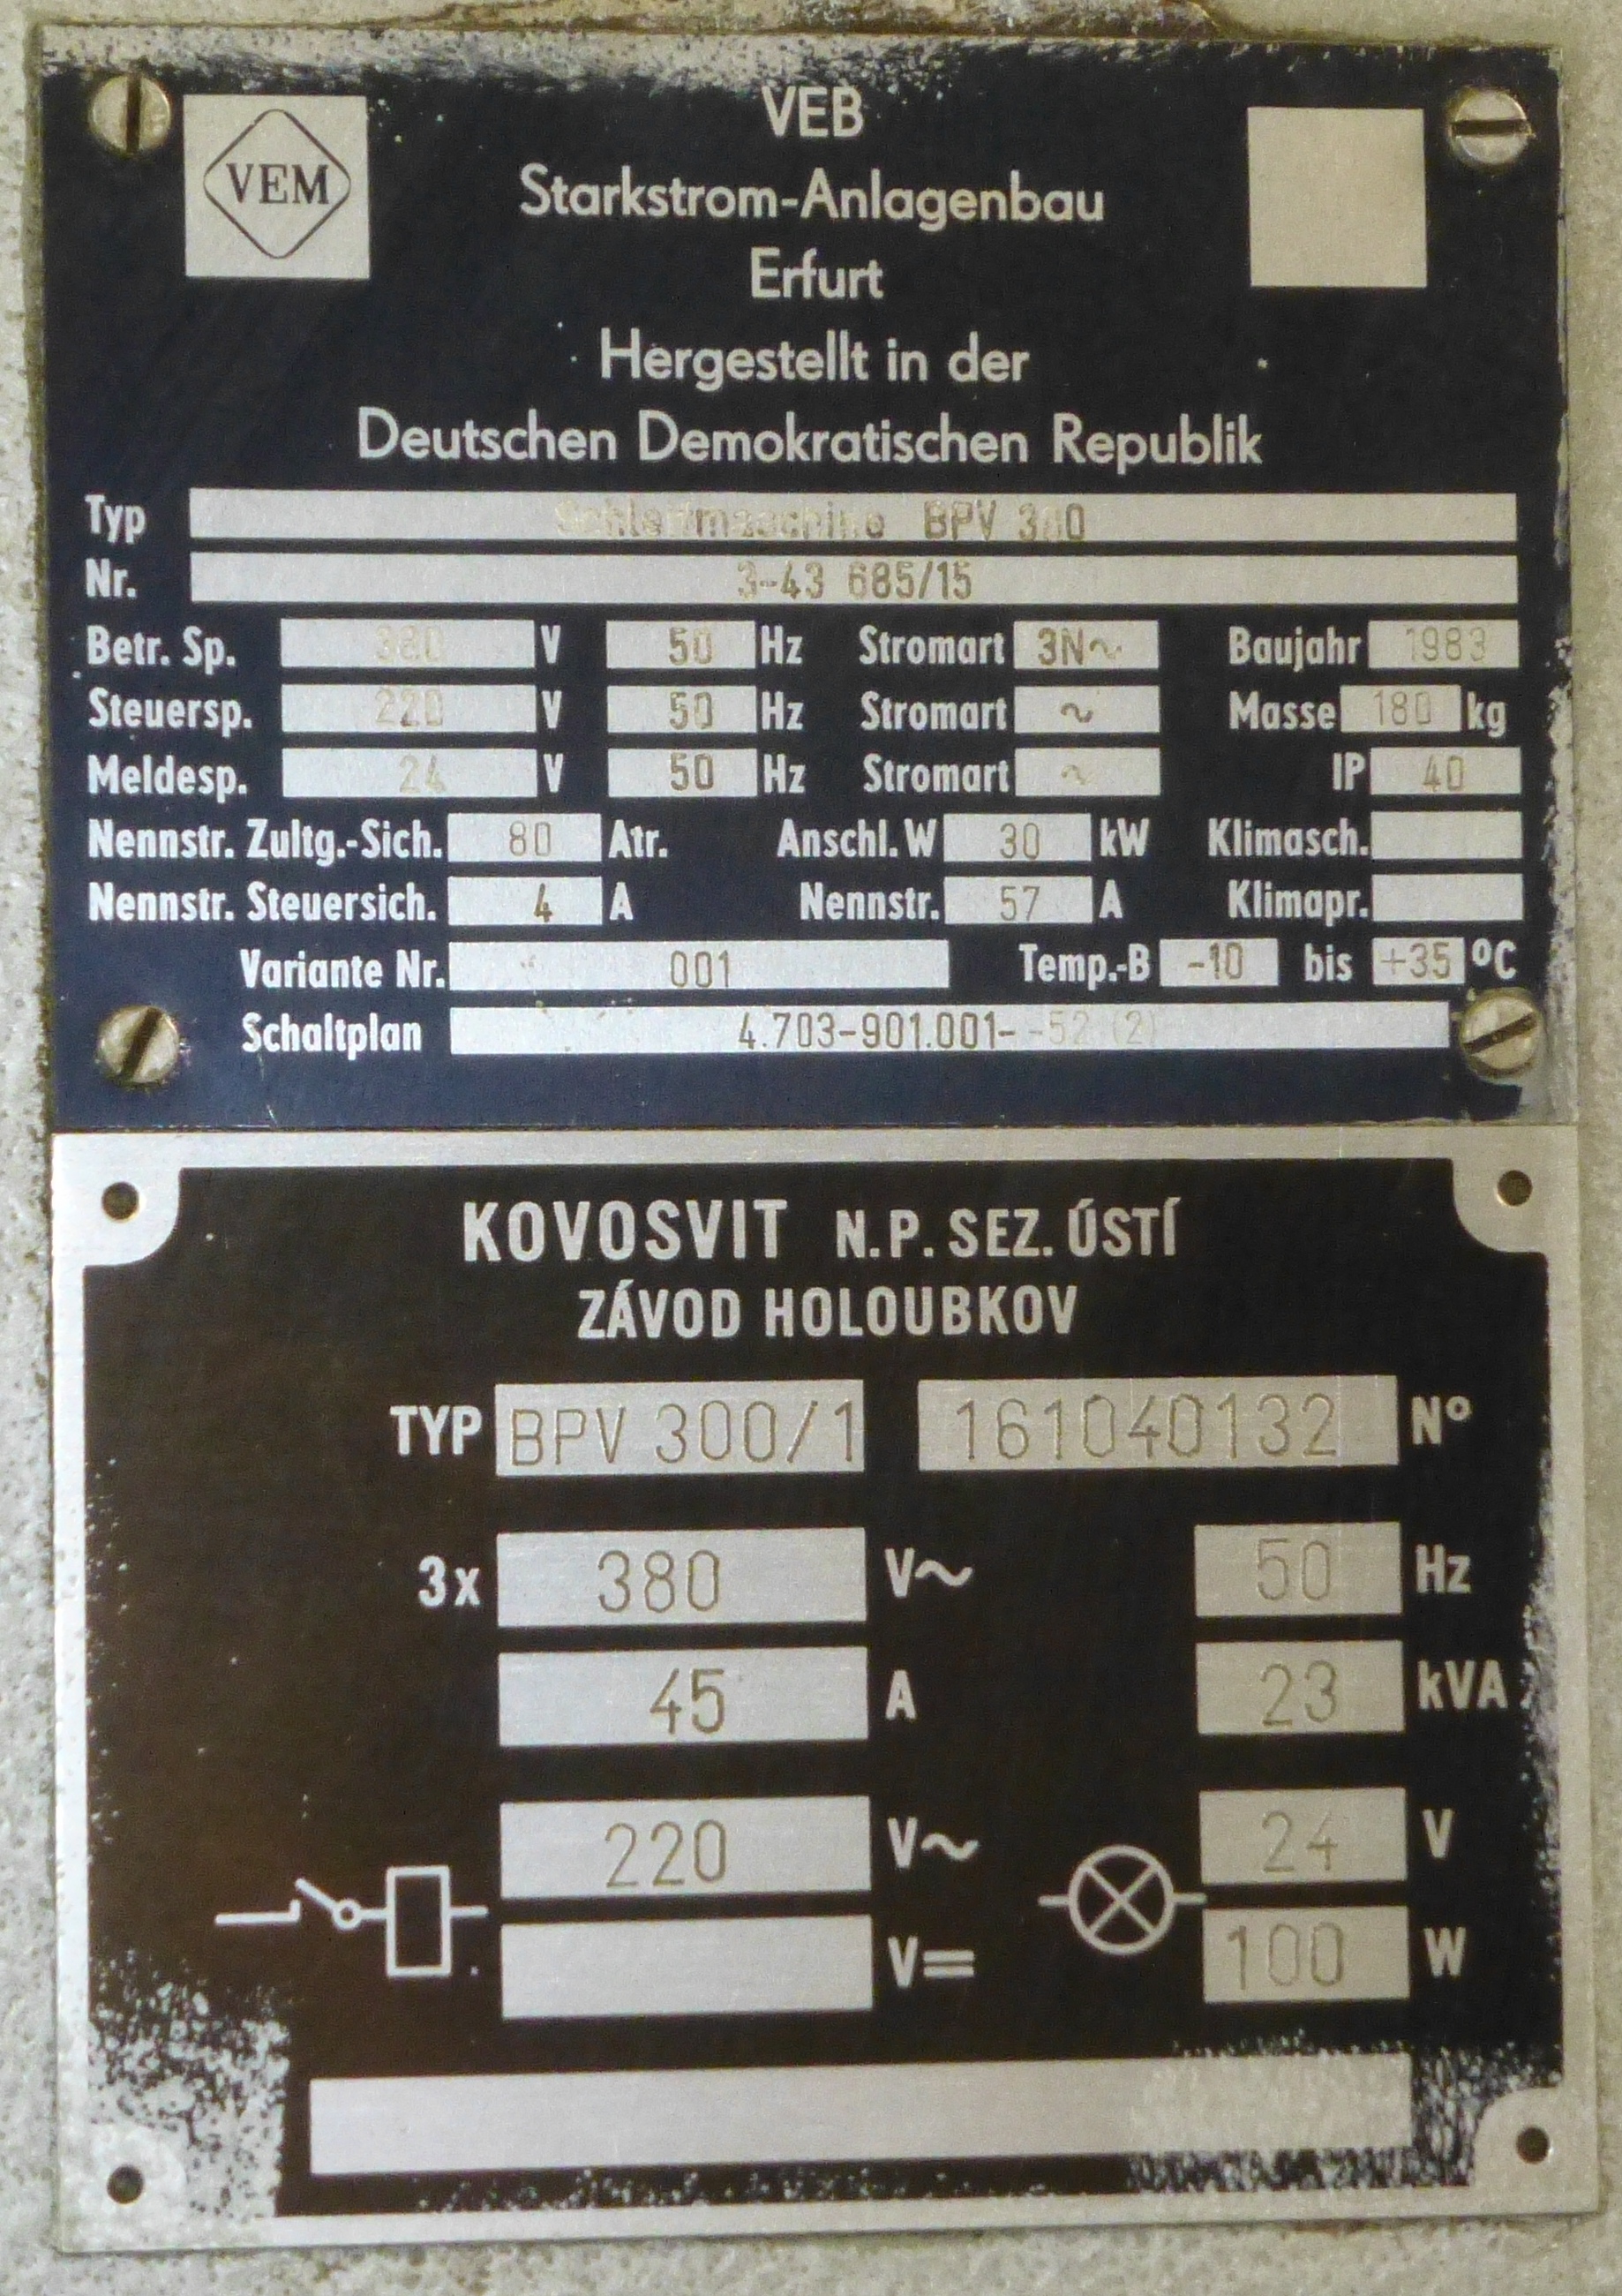 VEM
VEB
Starkstrom-Anlagenbau
Erfurt
Hergestellt in der
Deutschen Demokratischen Republik
Typ Schleifmaschine BPV 300
Nr. 3-43 685/15
Betr. Sp. 380 V 50 Hz Stromart 3N~ Baujahr 1983
Steuersp. 220 V 50 Hz Stromart ~ Masse 180 kg
Meldesp. 24 V 50 Hz Stromart ~ IP 40
Nennstr. Zultg.-Sich. 80 Atr. Anschl. W 30 kW Klimasch.
Nennstr. Steuersich. 4 A Nennstr. 57 A Klimapr.
Variante Nr. 001 Temp.-B -10 bis +35 °C
Schaltplan 4.703-901.001- -52 (2)
KOVOSVIT N.P. SEZ. ÚSTÍ
ZÁVOD HOLOUBKOV
TYP BPV 300/1 161040132 Nº
3x 380 V~ 50 Hz
45 A 23 kVA
220 V~ 24 V
V= 100 W